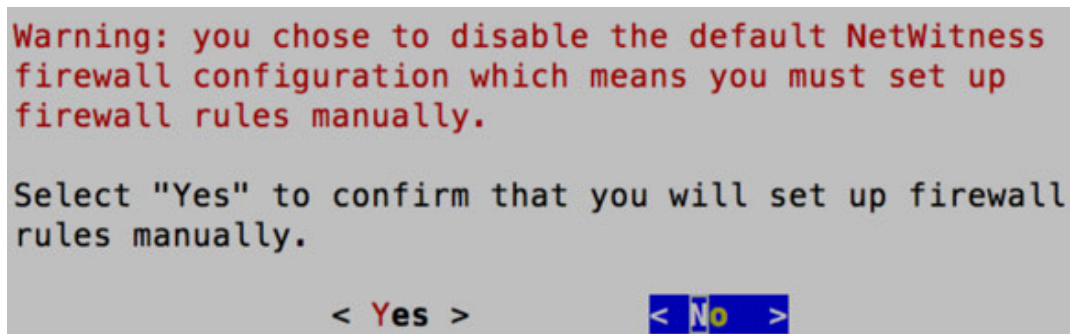 Warning: you chose to disable the default NetWitness
firewall configuration which means you must set up
firewall rules manually.
Select "Yes" to confirm that you will set up firewall
rules manually.
< Yes > < No >